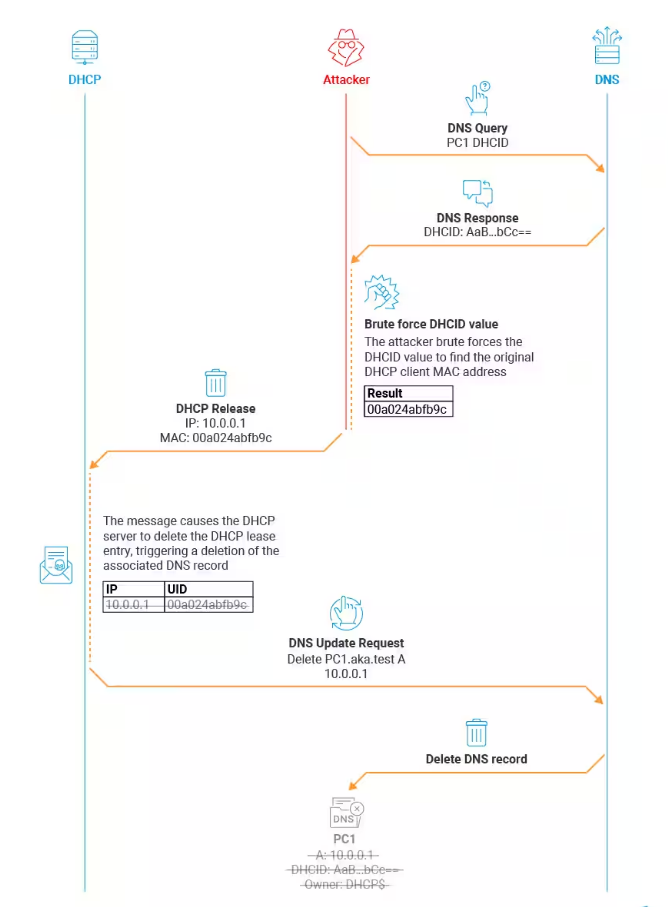 DHCP
Attacker
DNS
DNS Query
PC1 DHCID
DNS Response
DHCID: AaB...bCc==
Brute force DHCID value
The attacker brute forces the
DHCID value to find the original
DHCP client MAC address
Result
00a024abfb9c
DHCP Release
IP: 10.0.0.1
MAC: 00a024abfb9c
The message causes the DHCP
server to delete the DHCP lease
entry, triggering a deletion of the
associated DNS record
IP UID
10.0.0.1 00a024abfb9c
DNS Update Request
Delete PC1.aka.test A
10.0.0.1
Delete DNS record
DNS
PC1
A: 10.0.0.1
DHCID: AaB...bCc==
Owner: DHCP$